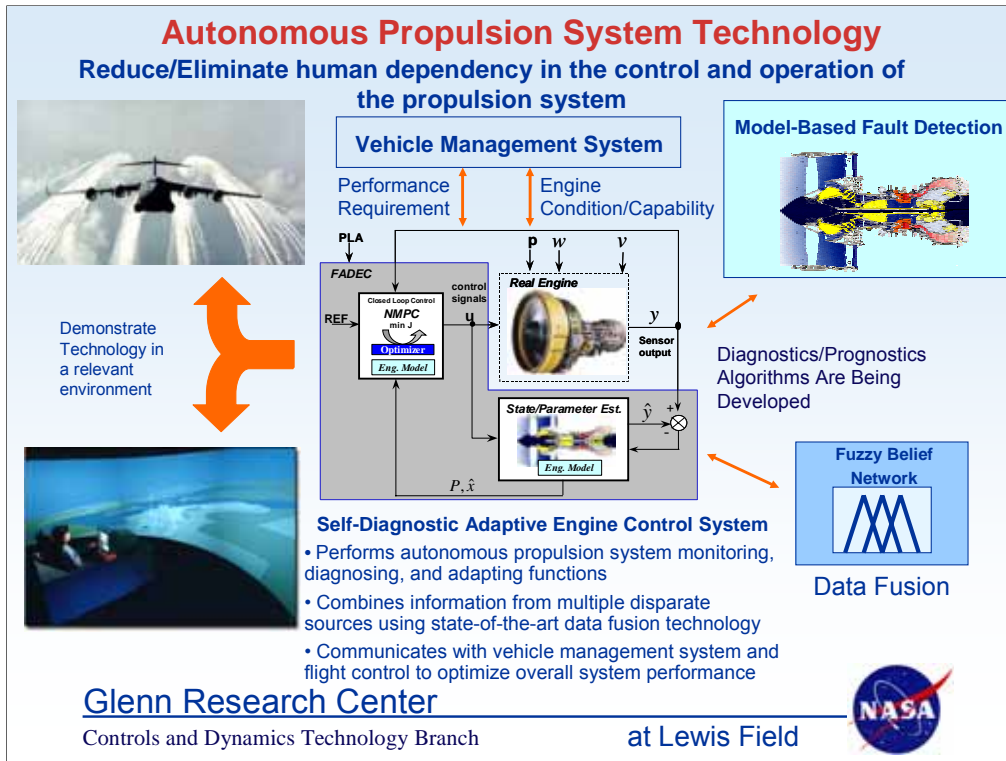 Autonomous Propulsion System Technology
Reduce/Eliminate human dependency in the control and operation of
the propulsion system
Vehicle Management System
Performance
Requirement
Engine
Condition/Capability
Model-Based Fault Detection
PLA
FADEC
REF
Closed Loop Control
NMPC
min J
Optimizer
Eng. Model
control
signals
u
p
w
v
Real Engine
y
Sensor
output
State/Parameter Est.
Eng. Model
ŷ
+
-
P, x̂
Demonstrate
Technology in
a relevant
environment
Diagnostics/Prognostics
Algorithms Are Being
Developed
Fuzzy Belief
Network
Data Fusion
Self-Diagnostic Adaptive Engine Control System
• Performs autonomous propulsion system monitoring,
diagnosing, and adapting functions
• Combines information from multiple disparate
sources using state-of-the-art data fusion technology
• Communicates with vehicle management system and
flight control to optimize overall system performance
Glenn Research Center
Controls and Dynamics Technology Branch
at Lewis Field
NASA